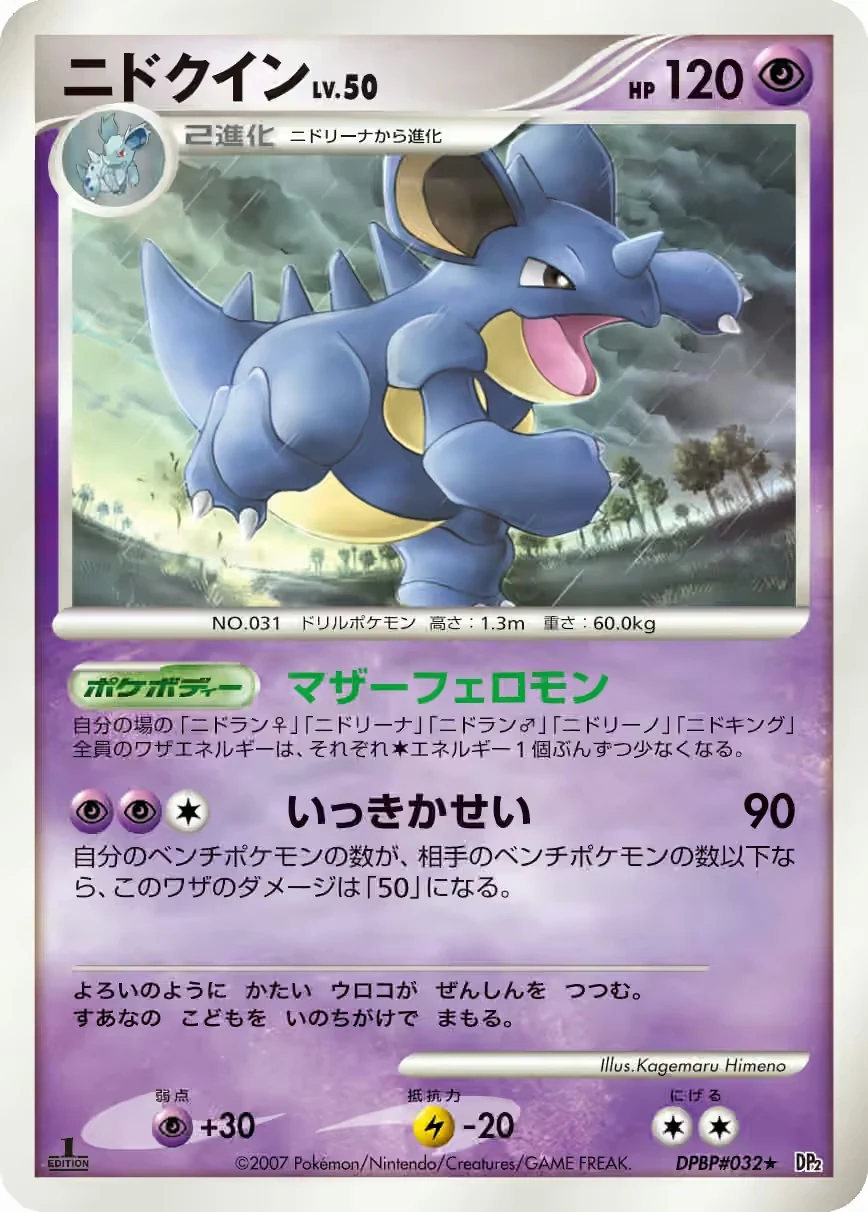 ニドクイン LV.50 HP 120
2進化 ニドリーナから進化
NO.031 ドリルポケモン 高さ：1.3m 重さ：60.0kg
ポケボディー マザーフェロモン
自分の場の「ニドラン♀」「ニドリーナ」「ニドラン♂」「ニドリーノ」「ニドキング」
全員のワザエネルギーは、それぞれ✶エネルギー1個ぶんずつ少なくなる。
いっきかせい 90
自分のベンチポケモンの数が、相手のベンチポケモンの数以下な
ら、このワザのダメージは「50」になる。
よろいのように かたい ウロコが ぜんしんを つつむ。
すあなの こどもを いのちがけで まもる。
Illus.Kagemaru Himeno
弱点 抵抗力 にげる
+30 -20
1 EDITION ©2007 Pokémon/Nintendo/Creatures/GAME FREAK. DPBP#032★ DP2